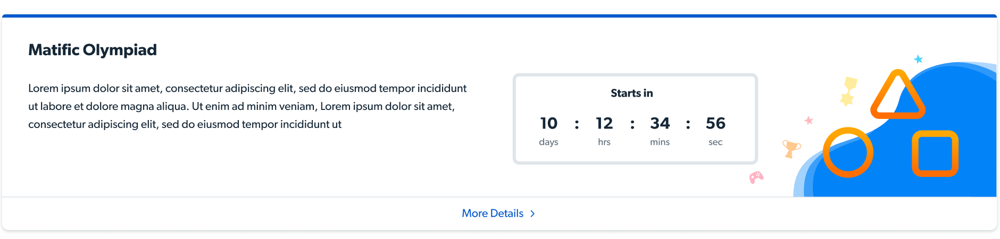 Matific Olympiad
Lorem ipsum dolor sit amet, consectetur adipiscing elit, sed do eiusmod tempor incididunt
ut labore et dolore magna aliqua. Ut enim ad minim veniam, Lorem ipsum dolor sit amet,
consectetur adipiscing elit, sed do eiusmod tempor incididunt ut
Starts in
10 : 12 : 34 : 56
days hrs mins sec
More Details